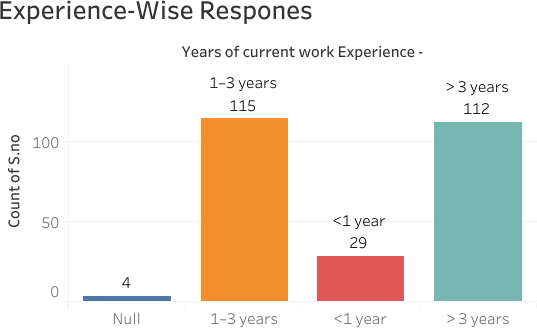 Experience-Wise Respones
Years of current work Experience -
1–3 years
115
> 3 years
112
<1 year
29
4
Count of S.no
100
50
0
Null
1–3 years
<1 year
> 3 years